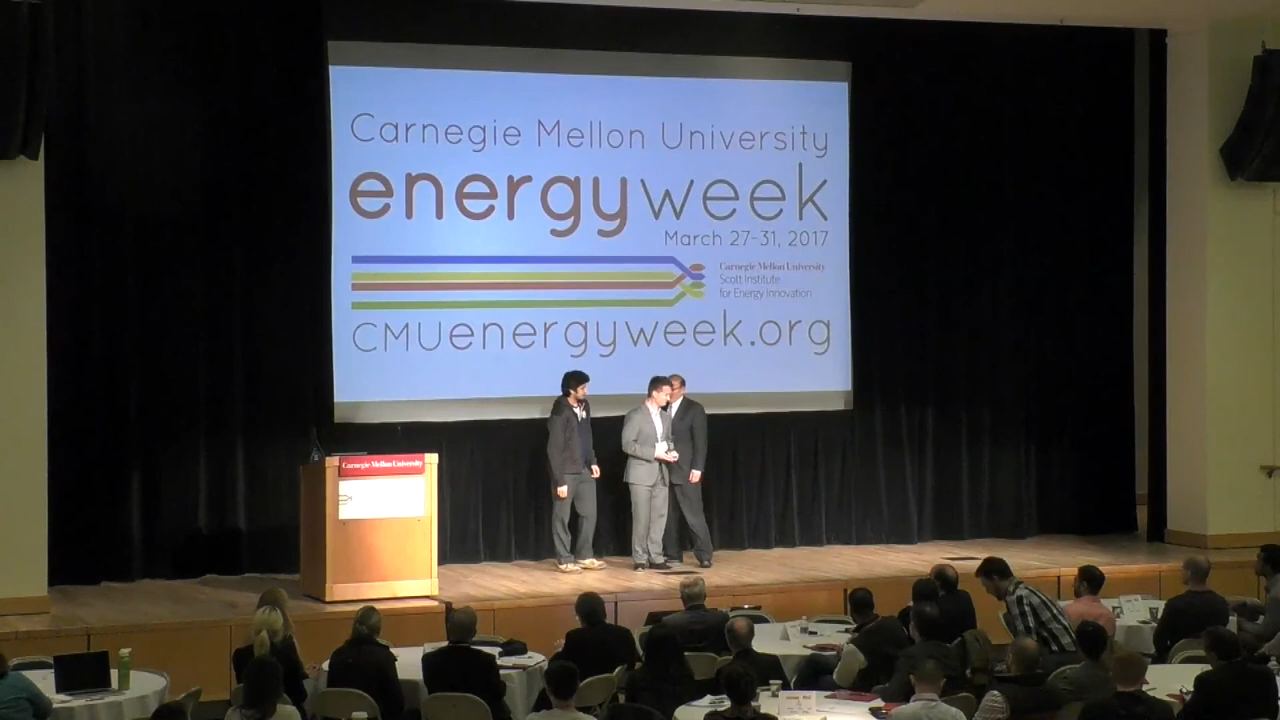 Carnegie Mellon University
energyweek
March 27-31, 2017
Carnegie Mellon University
Scott Institute
for Energy Innovation
CMUenergyweek.org
Carnegie Mellon University